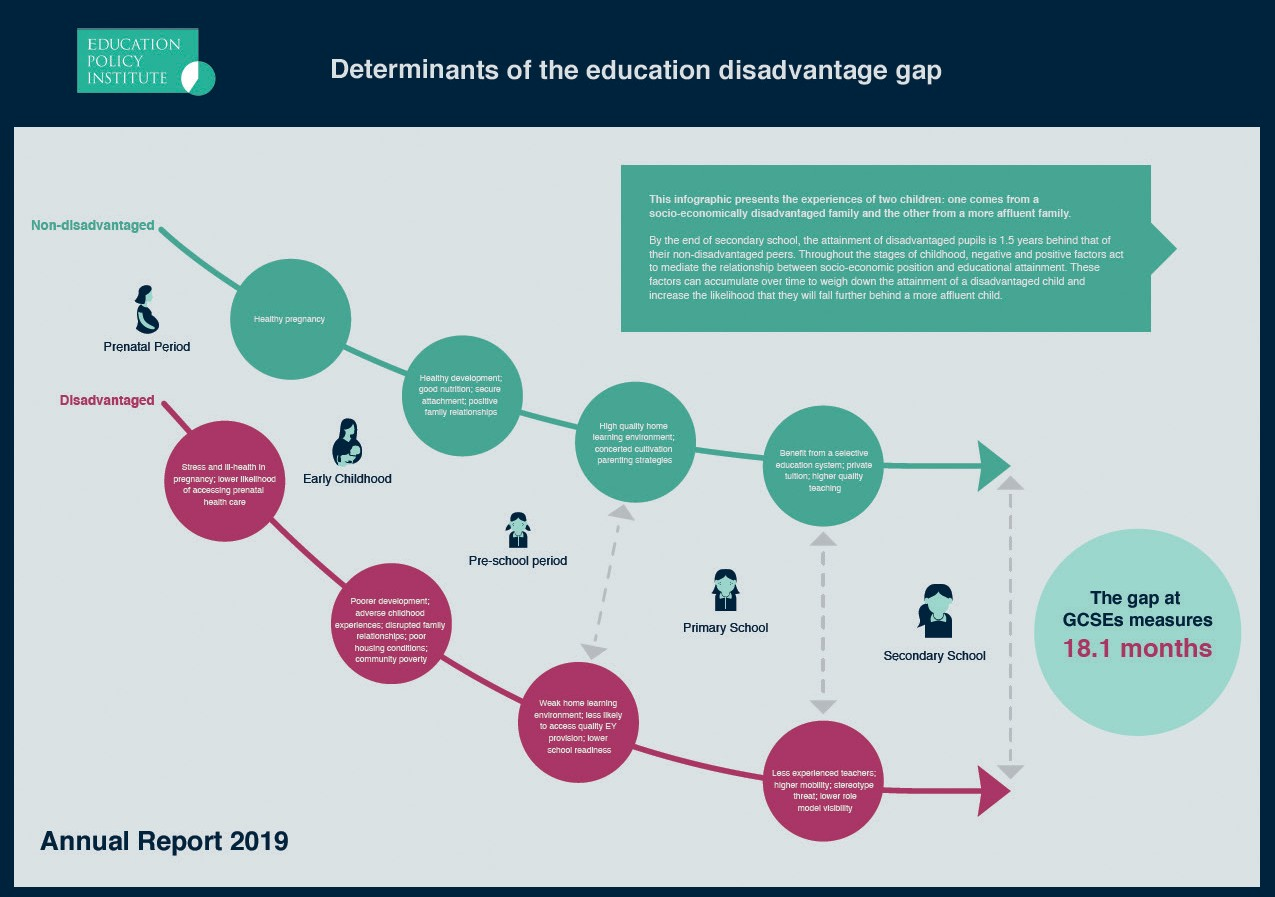 EDUCATION
POLICY
INSTITUTE
Determinants of the education disadvantage gap
This infographic presents the experiences of two children: one comes from a
socio-economically disadvantaged family and the other from a more affluent family.
By the end of secondary school, the attainment of disadvantaged pupils is 1.5 years behind that of
their non-disadvantaged peers. Throughout the stages of childhood, negative and positive factors act
to mediate the relationship between socio-economic position and educational attainment. These
factors can accumulate over time to weigh down the attainment of a disadvantaged child and
increase the likelihood that they will fall further behind a more affluent child.
Non-disadvantaged
Healthy pregnancy
Prenatal Period
Healthy development;
good nutrition; secure
attachment; positive
family relationships
Disadvantaged
High quality home
learning environment;
concerted cultivation
parenting strategies
Benefit from a selective
education system; private
tuition; higher quality
teaching
Stress and ill-health in
pregnancy; lower likelihood
of accessing prenatal
health care
Early Childhood
Pre-school period
Poorer development;
adverse childhood
experiences; disrupted family
relationships; poor
housing conditions;
community poverty
Primary School
Secondary School
The gap at
GCSEs measures
18.1 months
Weak home learning
environment; less likely
to access quality EY
provision; lower
school readiness
Less experienced teachers;
higher mobility; stereotype
threat; lower role
model visibility
Annual Report 2019